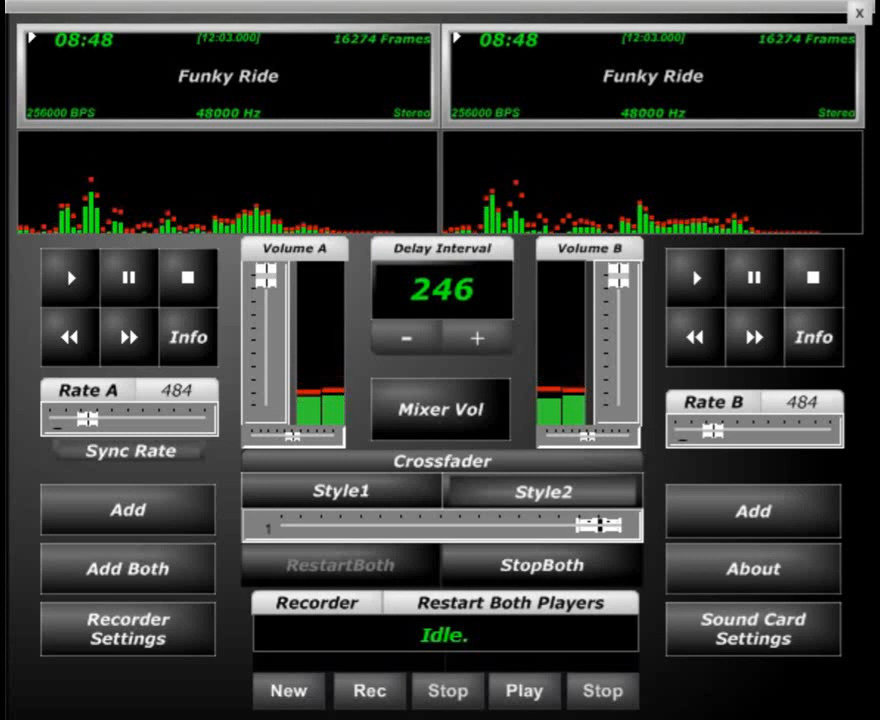 X
08:48 [12:03.000] 16274 Frames
Funky Ride
256000 BPS 48000 Hz Stereo
08:48 [12:03.000] 16274 Frames
Funky Ride
256000 BPS 48000 Hz Stereo
Volume A
Delay Interval
Volume B
246
- +
Info
Info
Rate A 484
Mixer Vol
Rate B 484
Sync Rate
Crossfader
Style1 Style2
1
Add
Add
RestartBoth StopBoth
Add Both
About
Recorder Restart Both Players
Recorder
Settings
Idle.
Sound Card
Settings
New Rec Stop Play Stop